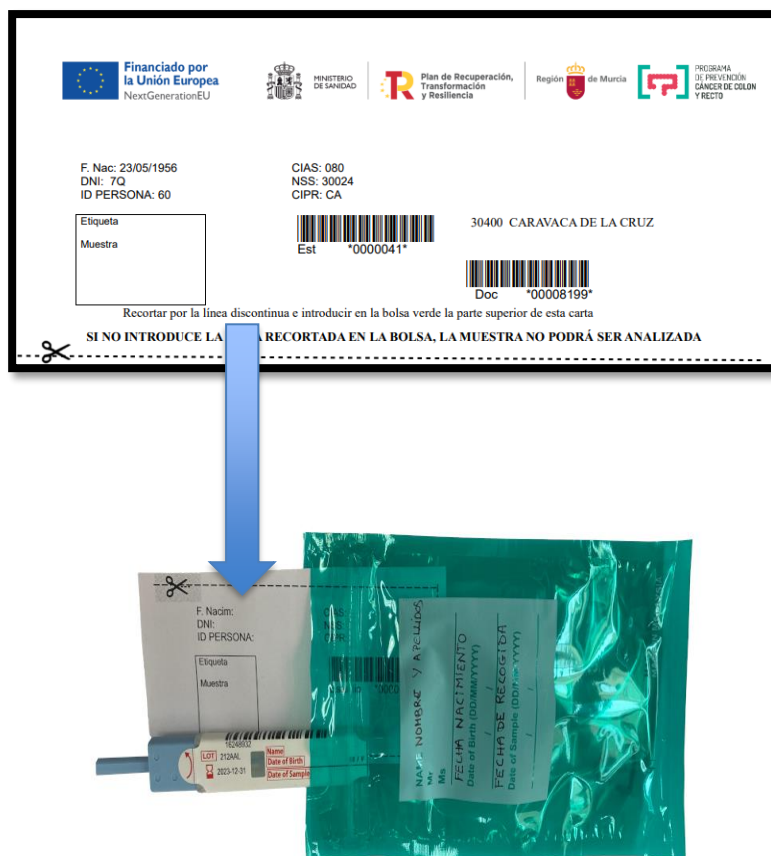 Financiado por
la Unión Europea
NextGenerationEU
MINISTERIO
DE SANIDAD
Plan de Recuperación,
Transformación
y Resiliencia
Región de Murcia
PROGRAMA
DE PREVENCIÓN
CÁNCER DE COLON
Y RECTO
F. Nac: 23/05/1956
DNI: 7Q
ID PERSONA: 60
CIAS: 080
NSS: 30024
CIPR: CA
Etiqueta
Muestra
Est *0000041*
30400 CARAVACA DE LA CRUZ
Doc *00008199*
Recortar por la línea discontinua e introducir en la bolsa verde la parte superior de esta carta
SI NO INTRODUCE LA RECORTADA EN LA BOLSA, LA MUESTRA NO PODRÁ SER ANALIZADA
F. Nacim:
DNI:
ID PERSONA:
CIAS:
NSS:
CIPR:
Etiqueta
Muestra
16248932
LOT 212AAL
2023-12-31
Name
Date of Birth
Date of Sample
NAME NOMBRE Y APELLIDOS
Mr
Ms
FECHA NACIMIENTO
Date of Birth (DD/MM/YYYY)
/ /
FECHA DE RECOGIDA
Date of Sample (DD/MM/YYYY)
/ /